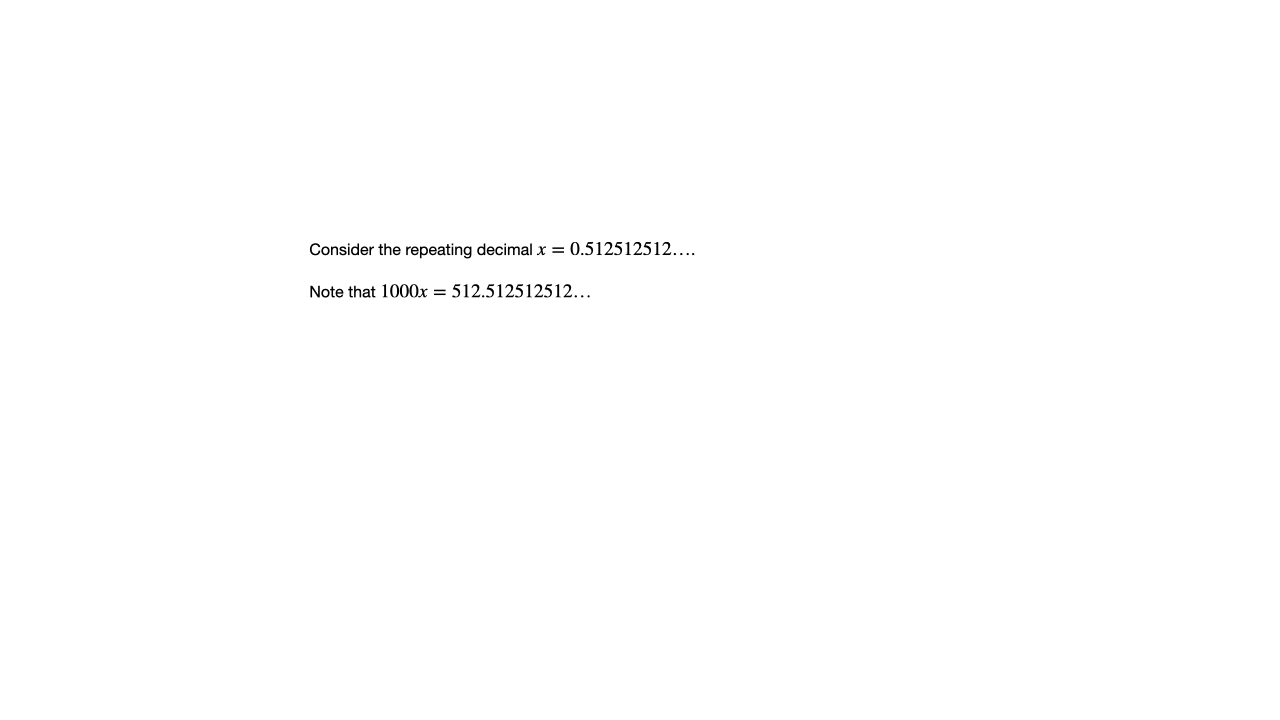 Consider the repeating decimal x = 0.512512512….
Note that 1000x = 512.512512512…